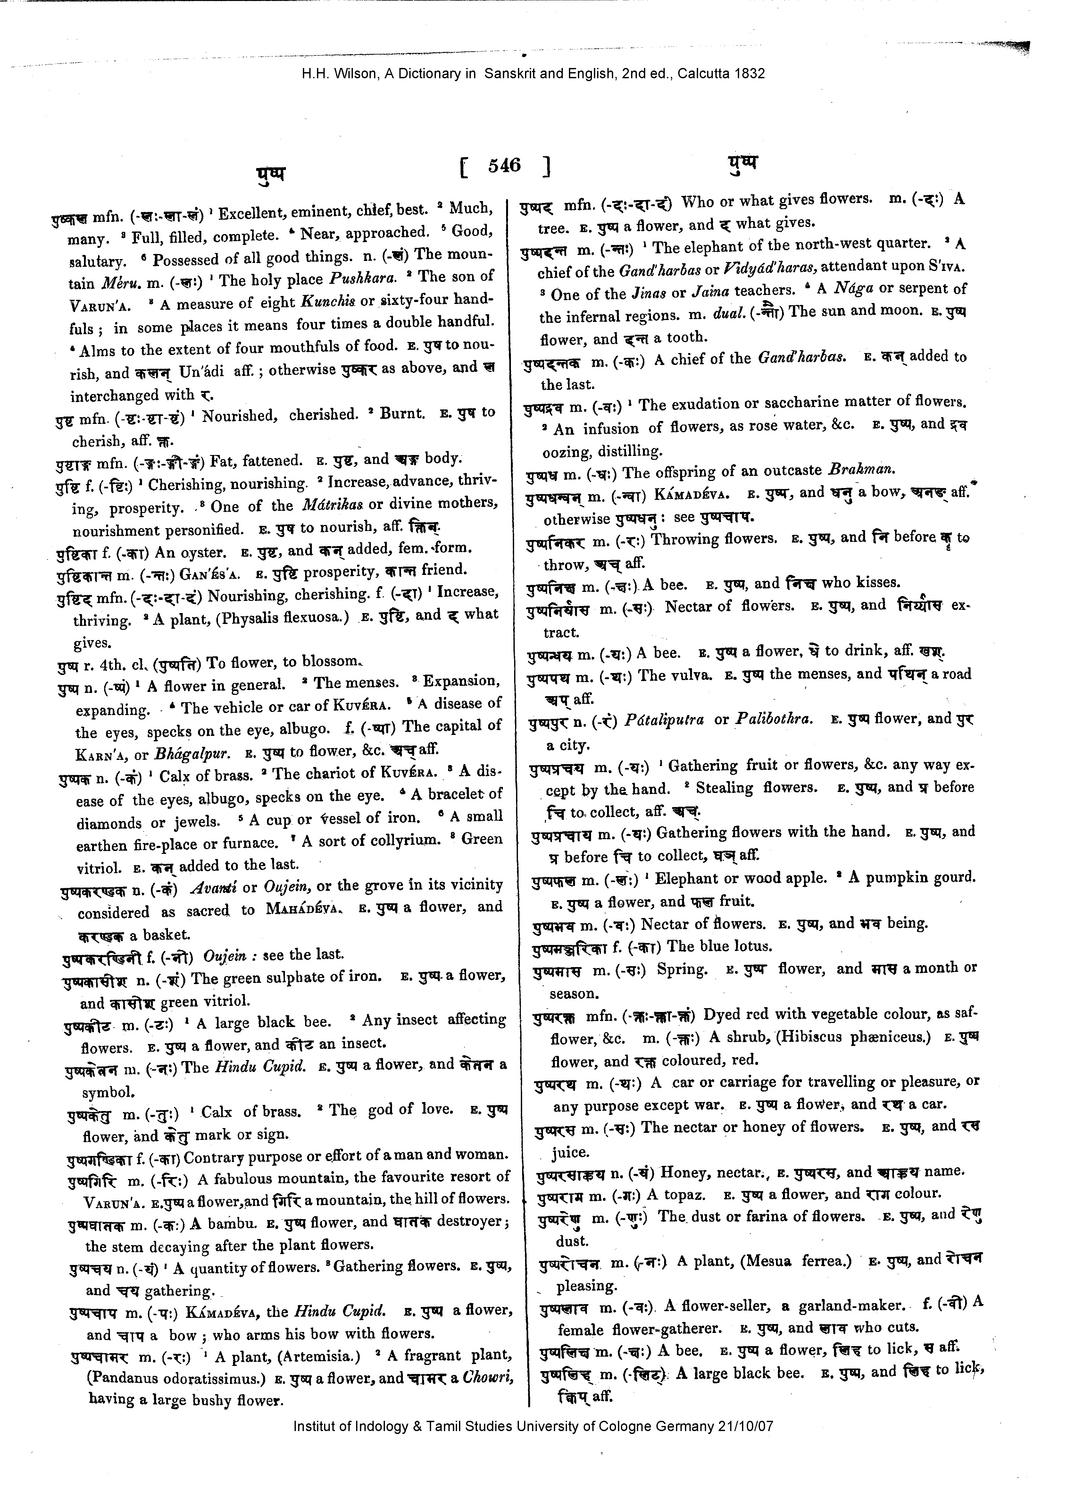 H.H. Wilson, A Dictionary in Sanskrit and English, 2nd ed., Calcutta 1832
पुष्प
[ 546 ]
पुष्प
पुष्कल mfn. (-लः-ला-लं) ¹ Excellent, eminent, chief, best. ² Much,
many. ³ Full, filled, complete. ⁴ Near, approached. ⁵ Good,
salutary. ⁶ Possessed of all good things. n. (-लं) The moun-
tain Méru. m. (-लः) ¹ The holy place Pushkara. ² The son of
VARUN'A. ³ A measure of eight Kunchis or sixty-four hand-
fuls ; in some places it means four times a double handful.
⁴ Alms to the extent of four mouthfuls of food. E. पुष to nou-
rish, and कलन् Un'ádi aff. ; otherwise पुष्कर as above, and ल
interchanged with र.
पुष्ट mfn. (-ष्टः-ष्टा-ष्टं) ¹ Nourished, cherished. ² Burnt. E. पुष to
cherish, aff. क्त.
पुष्टाङ्ग mfn. (-ङ्गः-ङ्गी-ङ्गं) Fat, fattened. E. पुष्ट, and अङ्ग body.
पुष्टि f. (-ष्टिः) ¹ Cherishing, nourishing. ² Increase, advance, thriv-
ing, prosperity. ³ One of the Mátrikas or divine mothers,
nourishment personified. E. पुष to nourish, aff. क्तिन्.
पुष्टिका f. (-का) An oyster. E. पुष्ट, and कन् added, fem. form.
पुष्टिकान्त m. (-न्तः) GAN'ÉS'A. E. पुष्टि prosperity, कान्त friend.
पुष्टिद mfn. (-दः-दा-दं) Nourishing, cherishing. f. (-दा) ¹ Increase,
thriving. ² A plant, (Physalis flexuosa.) E. पुष्टि, and द what
gives.
पुष्प r. 4th. cl. (पुष्पति) To flower, to blossom.
पुष्प n. (-ष्पं) ¹ A flower in general. ² The menses. ³ Expansion,
expanding. ⁴ The vehicle or car of KUVÉRA. ⁵ A disease of
the eyes, specks on the eye, albugo. f. (-ष्पा) The capital of
KARN'A, or Bhágalpur. E. पुष्प to flower, &c. अच् aff.
पुष्पक n. (-कं) ¹ Calx of brass. ² The chariot of KUVÉRA. ³ A dis-
ease of the eyes, albugo, specks on the eye. ⁴ A bracelet of
diamonds or jewels. ⁵ A cup or vessel of iron. ⁶ A small
earthen fire-place or furnace. ⁷ A sort of collyrium. ⁸ Green
vitriol. E. कन् added to the last.
पुष्पकरण्डक n. (-कं) Avantí or Oujein, or the grove in its vicinity
considered as sacred to MAHÁDÉVA. E. पुष्प a flower, and
करण्डक a basket.
पुष्पकरण्डिनी f. (-नी) Oujein : see the last.
पुष्पकासीश n. (-शं) The green sulphate of iron. E. पुष्प a flower,
and कासीश green vitriol.
पुष्पकीट m. (-टः) ¹ A large black bee. ² Any insect affecting
flowers. E. पुष्प a flower, and कीट an insect.
पुष्पकेतन m. (-नः) The Hindu Cupid. E. पुष्प a flower, and केतन a
symbol.
पुष्पकेतु m. (-तुः) ¹ Calx of brass. ² The god of love. E. पुष्प
flower, and केतु mark or sign.
पुष्पगण्डिका f. (-का) Contrary purpose or effort of a man and woman.
पुष्पगिरि m. (-रिः) A fabulous mountain, the favourite resort of
VARUN'A. E. पुष्प a flower, and गिरि a mountain, the hill of flowers.
पुष्पघातक m. (-कः) A bambu. E. पुष्प flower, and घातक destroyer ;
the stem decaying after the plant flowers.
पुष्पचय n. (-यं) ¹ A quantity of flowers. ² Gathering flowers. E. पुष्प,
and चय gathering.
पुष्पचाप m. (-पः) KÁMADÉVA, the Hindu Cupid. E. पुष्प a flower,
and चाप a bow ; who arms his bow with flowers.
पुष्पचामर m. (-रः) ¹ A plant, (Artemisia.) ² A fragrant plant,
(Pandanus odoratissimus.) E. पुष्प a flower, and चामर a Chowri,
having a large bushy flower.
पुष्पद mfn. (-दः-दा-दं) Who or what gives flowers. m. (-दः) A
tree. E. पुष्प a flower, and द what gives.
पुष्पदन्त m. (-न्तः) ¹ The elephant of the north-west quarter. ² A
chief of the Gand'harbas or Vidyád'haras, attendant upon S'IVA.
³ One of the Jinas or Jaina teachers. ⁴ A Nága or serpent of
the infernal regions. m. dual. (-न्तौ) The sun and moon. E. पुष्प
flower, and दन्त a tooth.
पुष्पदन्तक m. (-कः) A chief of the Gand'harbas. E. कन् added to
the last.
पुष्पद्रव m. (-वः) ¹ The exudation or saccharine matter of flowers.
² An infusion of flowers, as rose water, &c. E. पुष्प, and द्रव
oozing, distilling.
पुष्पध m. (-धः) The offspring of an outcaste Brahman.
पुष्पधन्वन् m. (-न्वा) KÁMADÉVA. E. पुष्प, and धनु a bow, अनङ् aff.
otherwise पुष्पधनुः see पुष्पचाप.
पुष्पनिकर m. (-रः) Throwing flowers. E. पुष्प, and नि before कॄ to
throw, अच् aff.
पुष्पनिक्ष m. (-क्षः) A bee. E. पुष्प, and निक्ष who kisses.
पुष्पनिर्य्यास m. (-सः) Nectar of flowers. E. पुष्प, and निर्य्यास ex-
tract.
पुष्पन्धय m. (-यः) A bee. E. पुष्प a flower, धे to drink, aff. खश्.
पुष्पपथ m. (-थः) The vulva. E. पुष्प the menses, and पथिन् a road
अप् aff.
पुष्पपुर n. (-रं) Pátaliputra or Palibothra. E. पुष्प flower, and पुर
a city.
पुष्पप्रचय m. (-यः) ¹ Gathering fruit or flowers, &c. any way ex-
cept by the hand. ² Stealing flowers. E. पुष्प, and प्र before
चि to collect, aff. अच्.
पुष्पप्रचाय m. (-यः) Gathering flowers with the hand. E. पुष्प, and
प्र before चि to collect, घञ् aff.
पुष्पफल m. (-लः) ¹ Elephant or wood apple. ² A pumpkin gourd.
E. पुष्प a flower, and फल fruit.
पुष्पभव m. (-वः) Nectar of flowers. E. पुष्प, and भव being.
पुष्पमञ्जरिका f. (-का) The blue lotus.
पुष्पमास m. (-सः) Spring. E. पुष्प flower, and मास a month or
season.
पुष्परक्त mfn. (-क्तः-क्ता-क्तं) Dyed red with vegetable colour, as saf-
flower, &c. m. (-क्तः) A shrub, (Hibiscus phæniceus.) E. पुष्प
flower, and रक्त coloured, red.
पुष्परथ m. (-थः) A car or carriage for travelling or pleasure, or
any purpose except war. E. पुष्प a flower, and रथ a car.
पुष्परस m. (-सः) The nectar or honey of flowers. E. पुष्प, and रस
juice.
पुष्परसाह्वय n. (-यं) Honey, nectar. E. पुष्परस, and आह्वय name.
पुष्पराग m. (-गः) A topaz. E. पुष्प a flower, and राग colour.
पुष्परेणु m. (-णुः) The dust or farina of flowers. E. पुष्प, and रेणु
dust.
पुष्परोचन m. (-नः) A plant, (Mesua ferrea.) E. पुष्प, and रोचन
pleasing.
पुष्पलाव m. (-वः) A flower-seller, a garland-maker. f. (-वी) A
female flower-gatherer. E. पुष्प, and लाव who cuts.
पुष्पलिक्ष m. (-क्षः) A bee. E. पुष्प a flower, लिह् to lick, स aff.
पुष्पलिह् m. (-लिट्) A large black bee. E. पुष्प, and लिह to lick,
क्विप् aff.
Institut of Indology & Tamil Studies University of Cologne Germany 21/10/07